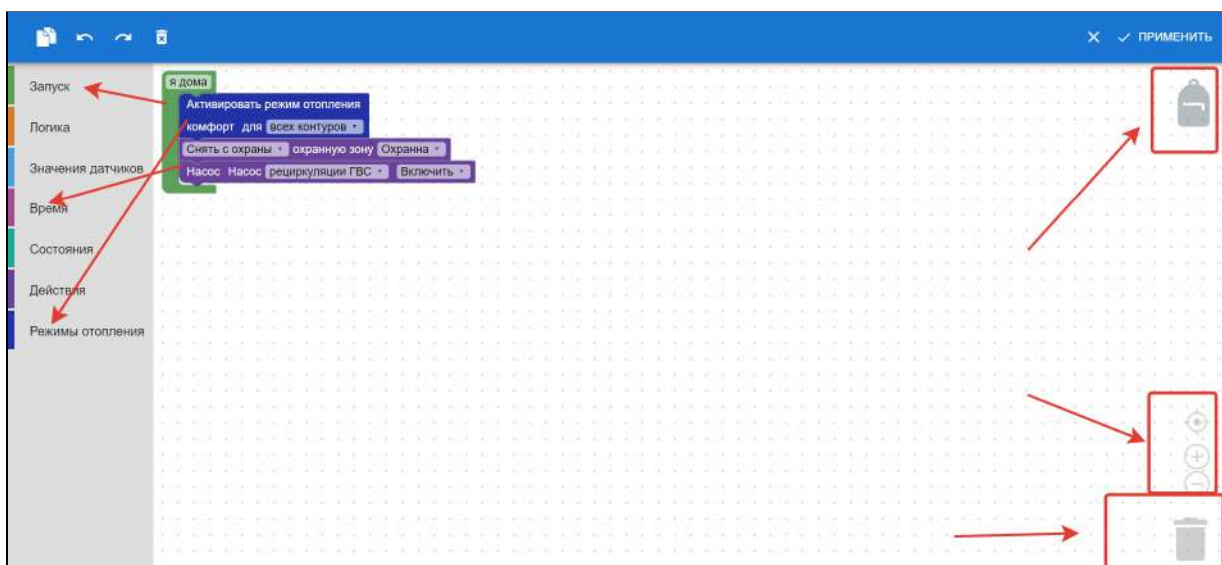 ПРИМЕНИТЬ
Запуск
Логика
Значения датчиков
Время
Состояния
Действия
Режимы отопления
я дома
Активировать режим отопления
комфорт для всех контуров
Снять с охраны охранную зону Охранна
Насос Насос рециркуляции ГВС Включить